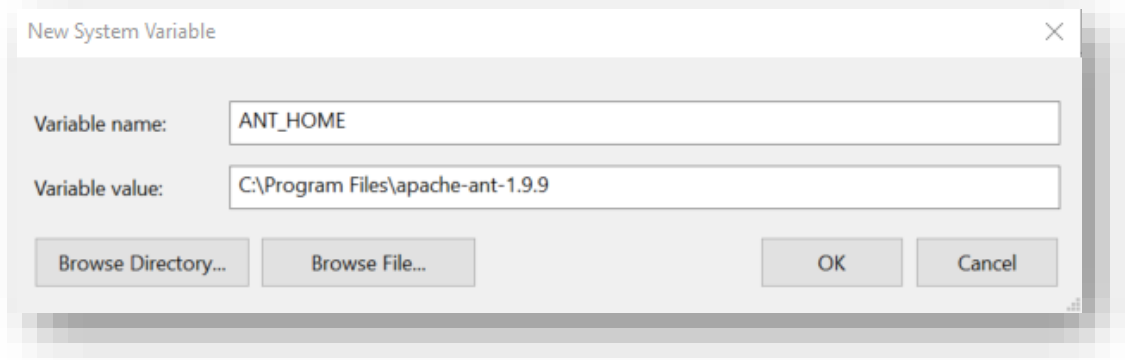 New System Variable
Variable name: ANT_HOME
Variable value: C:\Program Files\apache-ant-1.9.9
Browse Directory... Browse File... OK Cancel